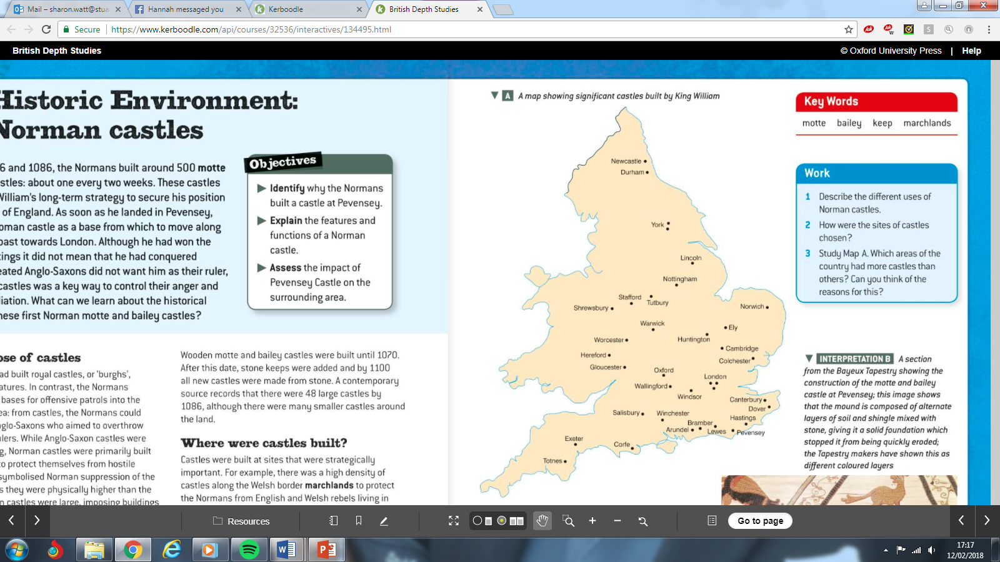 Mail – sharon.watt@stua
Hannah messaged you
Kerboodle
British Depth Studies
Secure
https://www.kerboodle.com/api/courses/32536/interactives/134495.html
British Depth Studies
© Oxford University Press | Help
Historic Environment:
Norman castles
6 and 1086, the Normans built around 500 motte
stles: about one every two weeks. These castles
William's long-term strategy to secure his position
of England. As soon as he landed in Pevensey,
oman castle as a base from which to move along
oast towards London. Although he had won the
tings it did not mean that he had conquered
eated Anglo-Saxons did not want him as their ruler,
castles was a key way to control their anger and
liation. What can we learn about the historical
hese first Norman motte and bailey castles?
Objectives
Identify why the Normans
built a castle at Pevensey.
Explain the features and
functions of a Norman
castle.
Assess the impact of
Pevensey Castle on the
surrounding area.
ose of castles
ad built royal castles, or 'burghs',
atures. In contrast, the Normans
bases for offensive patrols into the
ea: from castles, the Normans could
nglo-Saxons who aimed to overthrow
ulers. While Anglo-Saxon castles were
g, Norman castles were primarily built
to protect themselves from hostile
symbolised Norman suppression of the
s they were physically higher than the
n castles were large, imposing buildings
Wooden motte and bailey castles were built until 1070.
After this date, stone keeps were added and by 1100
all new castles were made from stone. A contemporary
source records that there were 48 large castles by
1086, although there were many smaller castles around
the land.
Where were castles built?
Castles were built at sites that were strategically
important. For example, there was a high density of
castles along the Welsh border marchlands to protect
the Normans from English and Welsh rebels living in
A A map showing significant castles built by King William
Newcastle
Durham
York
Lincoln
Nottingham
Stafford
Tutbury
Shrewsbury
Norwich
Warwick
Ely
Worcester
Huntington
Cambridge
Hereford
Colchester
Gloucester
Oxford
London
Wallingford
Windsor
Canterbury
Dover
Salisbury
Winchester
Hastings
Bramber
Arundel
Lewes
Pevensey
Exeter
Corfe
Totnes
Key Words
motte bailey keep marchlands
Work
1 Describe the different uses of
Norman castles.
2 How were the sites of castles
chosen?
3 Study Map A. Which areas of the
country had more castles than
others? Can you think of the
reasons for this?
INTERPRETATION B A section
from the Bayeux Tapestry showing the
construction of the motte and bailey
castle at Pevensey; this image shows
that the mound is composed of alternate
layers of soil and shingle mixed with
stone, giving it a solid foundation which
stopped it from being quickly eroded;
the Tapestry makers have shown this as
different coloured layers
Resources
Go to page
17:17
12/02/2018